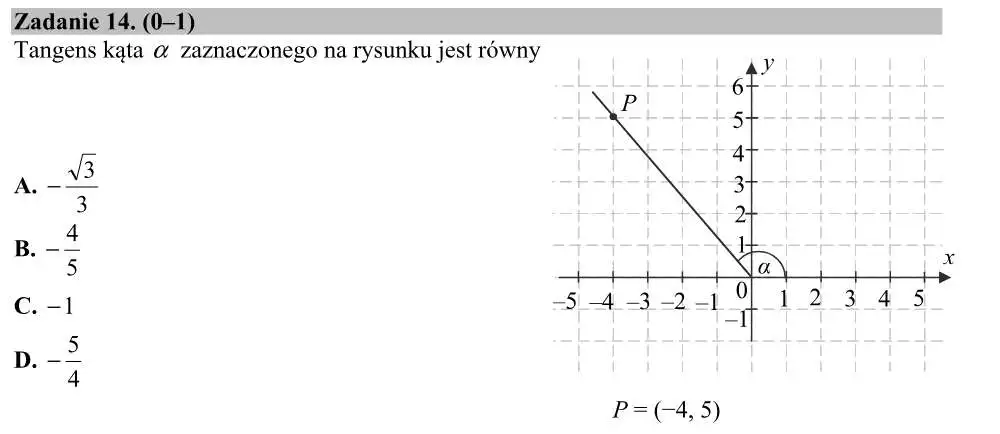 Zadanie 14. (0–1)
Tangens kąta α zaznaczonego na rysunku jest równy
A. −√3/3
B. −4/5
C. −1
D. −5/4
y
6
P
5
4
3
2
1
α
x
−5 −4 −3 −2 −1 0 1 2 3 4 5
−1
P = (−4, 5)